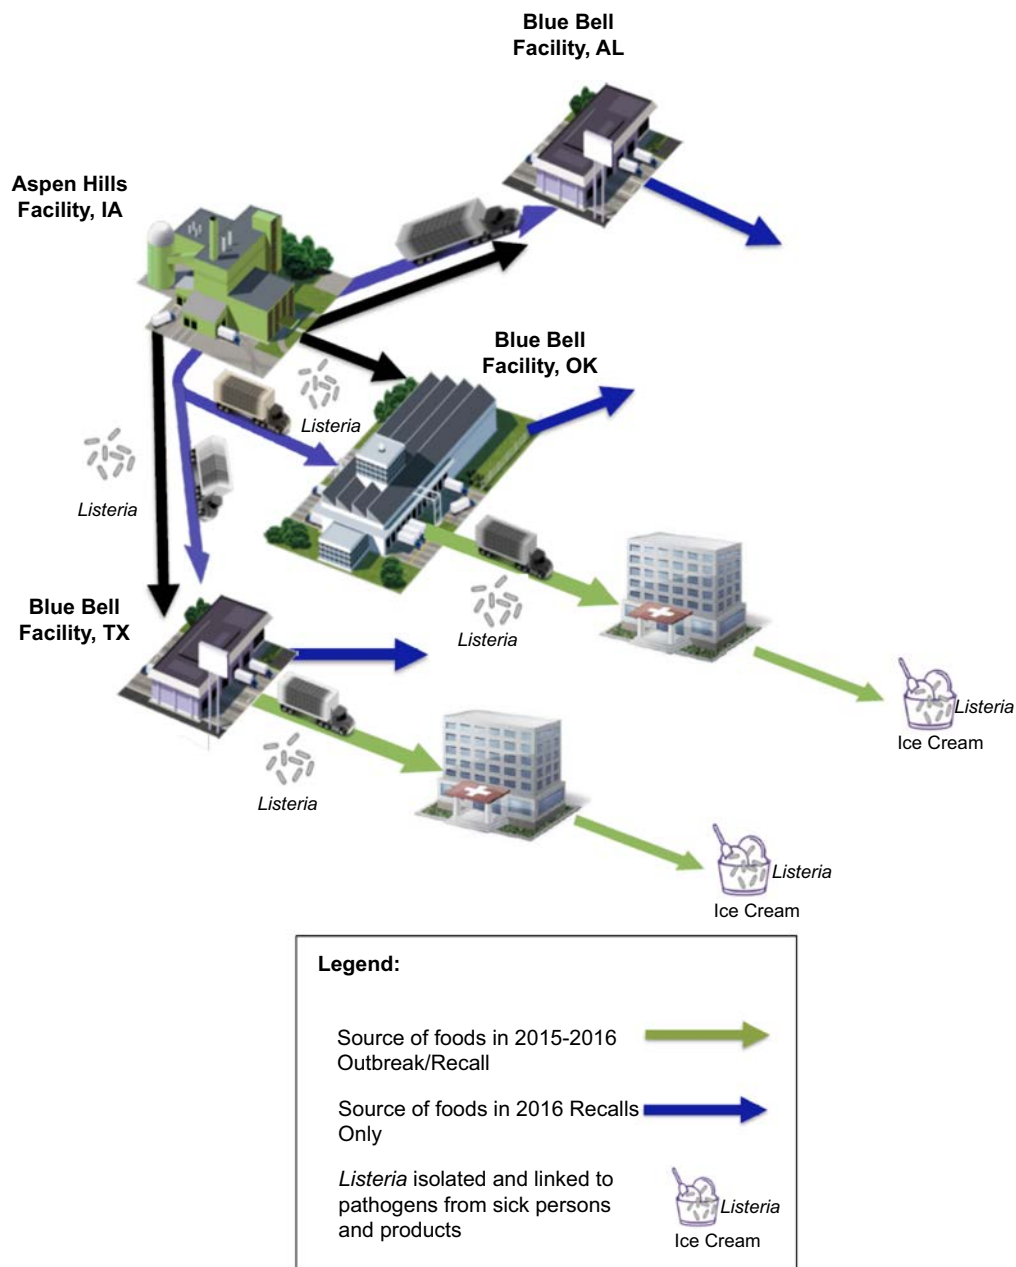 Blue Bell
Facility, AL
Aspen Hills
Facility, IA
Blue Bell
Facility, OK
Listeria
Listeria
Blue Bell
Facility, TX
Listeria
Listeria
Listeria
Ice Cream
Listeria
Ice Cream
Legend:
Source of foods in 2015-2016
Outbreak/Recall
Source of foods in 2016 Recalls
Only
Listeria isolated and linked to
pathogens from sick persons
and products
Listeria
Ice Cream